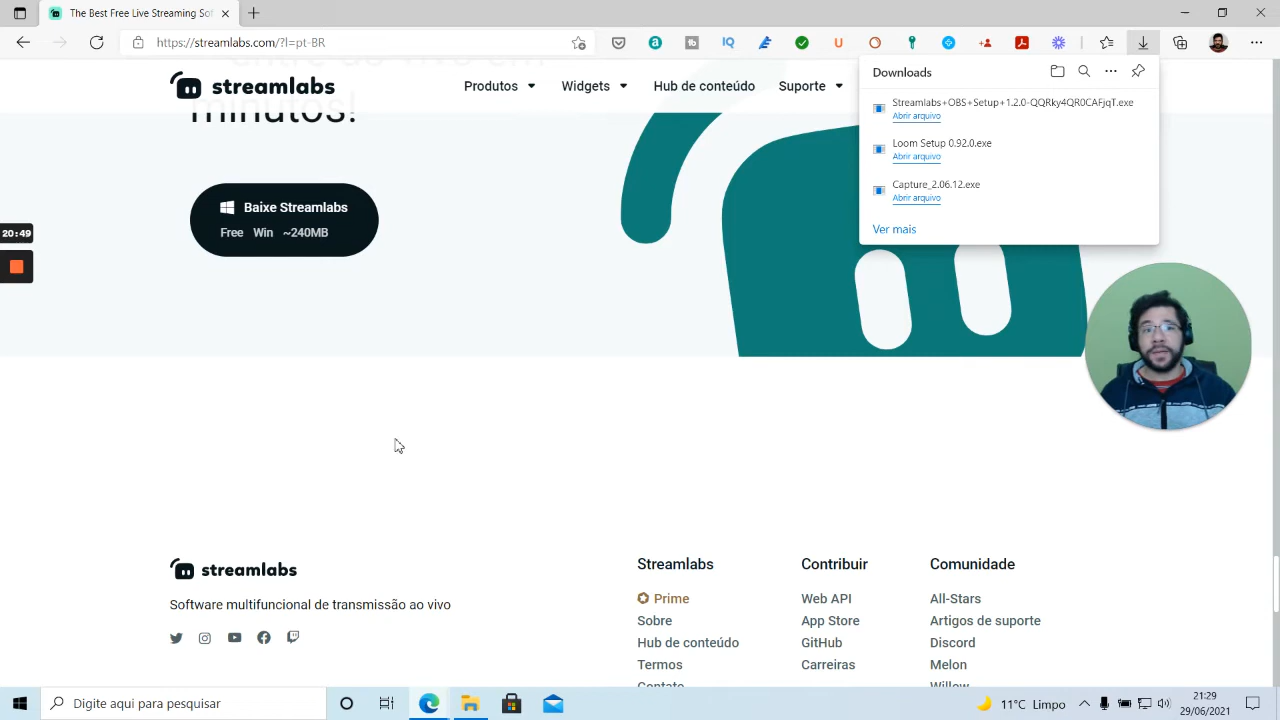 The Best Free Live Streaming Sof
https://streamlabs.com/?l=pt-BR
streamlabs
Produtos
Widgets
Hub de conteúdo
Suporte
minutos!
Baixe Streamlabs
Free Win ~240MB
Downloads
Streamlabs+OBS+Setup+1.2.0-QQRky4QR0CAFjqT.exe
Abrir arquivo
Loom Setup 0.92.0.exe
Abrir arquivo
Capture_2.06.12.exe
Abrir arquivo
Ver mais
20:49
streamlabs
Software multifuncional de transmissão ao vivo
Streamlabs
Prime
Sobre
Hub de conteúdo
Termos
Contato
Contribuir
Web API
App Store
GitHub
Carreiras
Comunidade
All-Stars
Artigos de suporte
Discord
Melon
Willow
Digite aqui para pesquisar
11°C Limpo
21:29
29/06/2021